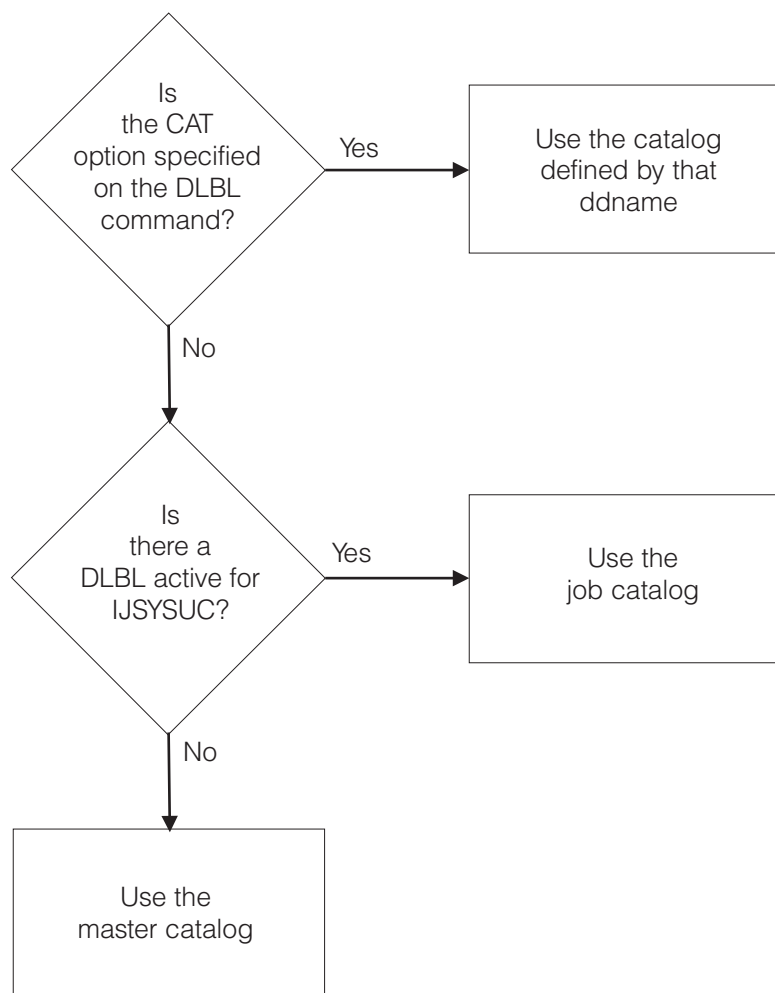 Is
the CAT
option specified
on the DLBL
command?
Yes
Use the catalog
defined by that
ddname
No
Is
there a
DLBL active for
IJSYSUC?
Yes
Use the
job catalog
No
Use the
master catalog